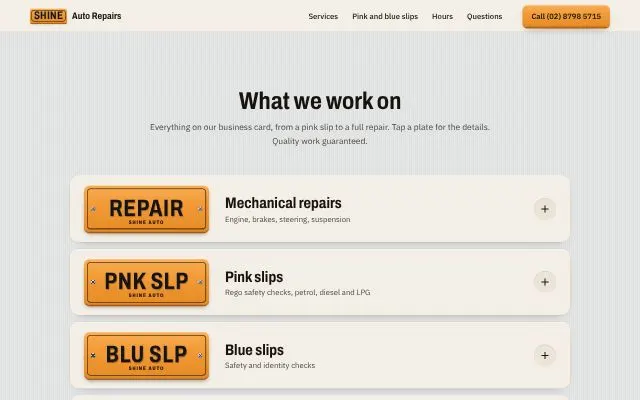 SHINE Auto Repairs
Services Pink and blue slips Hours Questions Call (02) 8798 5715
What we work on
Everything on our business card, from a pink slip to a full repair. Tap a plate for the details.
Quality work guaranteed.
REPAIR
SHINE AUTO
Mechanical repairs
Engine, brakes, steering, suspension
+
PNK SLP
SHINE AUTO
Pink slips
Rego safety checks, petrol, diesel and LPG
+
BLU SLP
SHINE AUTO
Blue slips
Safety and identity checks
+